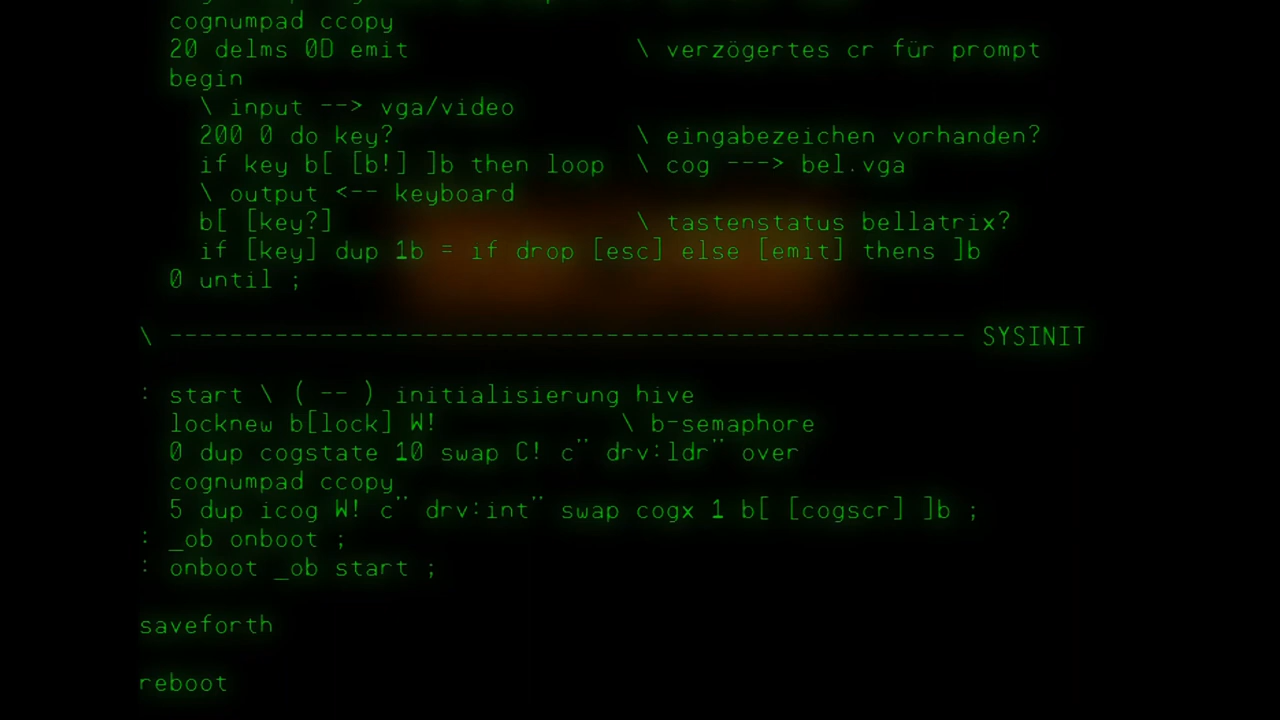 cognumpad ccopy
20 delms 0D emit \ verzögertes cr für prompt
begin
\ input --> vga/video
200 0 do key? \ eingabezeichen vorhanden?
if key b[ [b!] ]b then loop \ cog ---> bel.vga
\ output <-- keyboard
b[ [key?] \ tastenstatus bellatrix?
if [key] dup 1b = if drop [esc] else [emit] thens ]b
0 until ;
\ ----------------------------------------------------- SYSINIT
: start \ ( -- ) initialisierung hive
locknew b[lock] W! \ b-semaphore
0 dup cogstate 10 swap C! c¨ drv:ldr¨ over
cognumpad ccopy
5 dup icog W! c¨ drv:int¨ swap cogx 1 b[ [cogscr] ]b ;
: _ob onboot ;
: onboot _ob start ;
saveforth
reboot